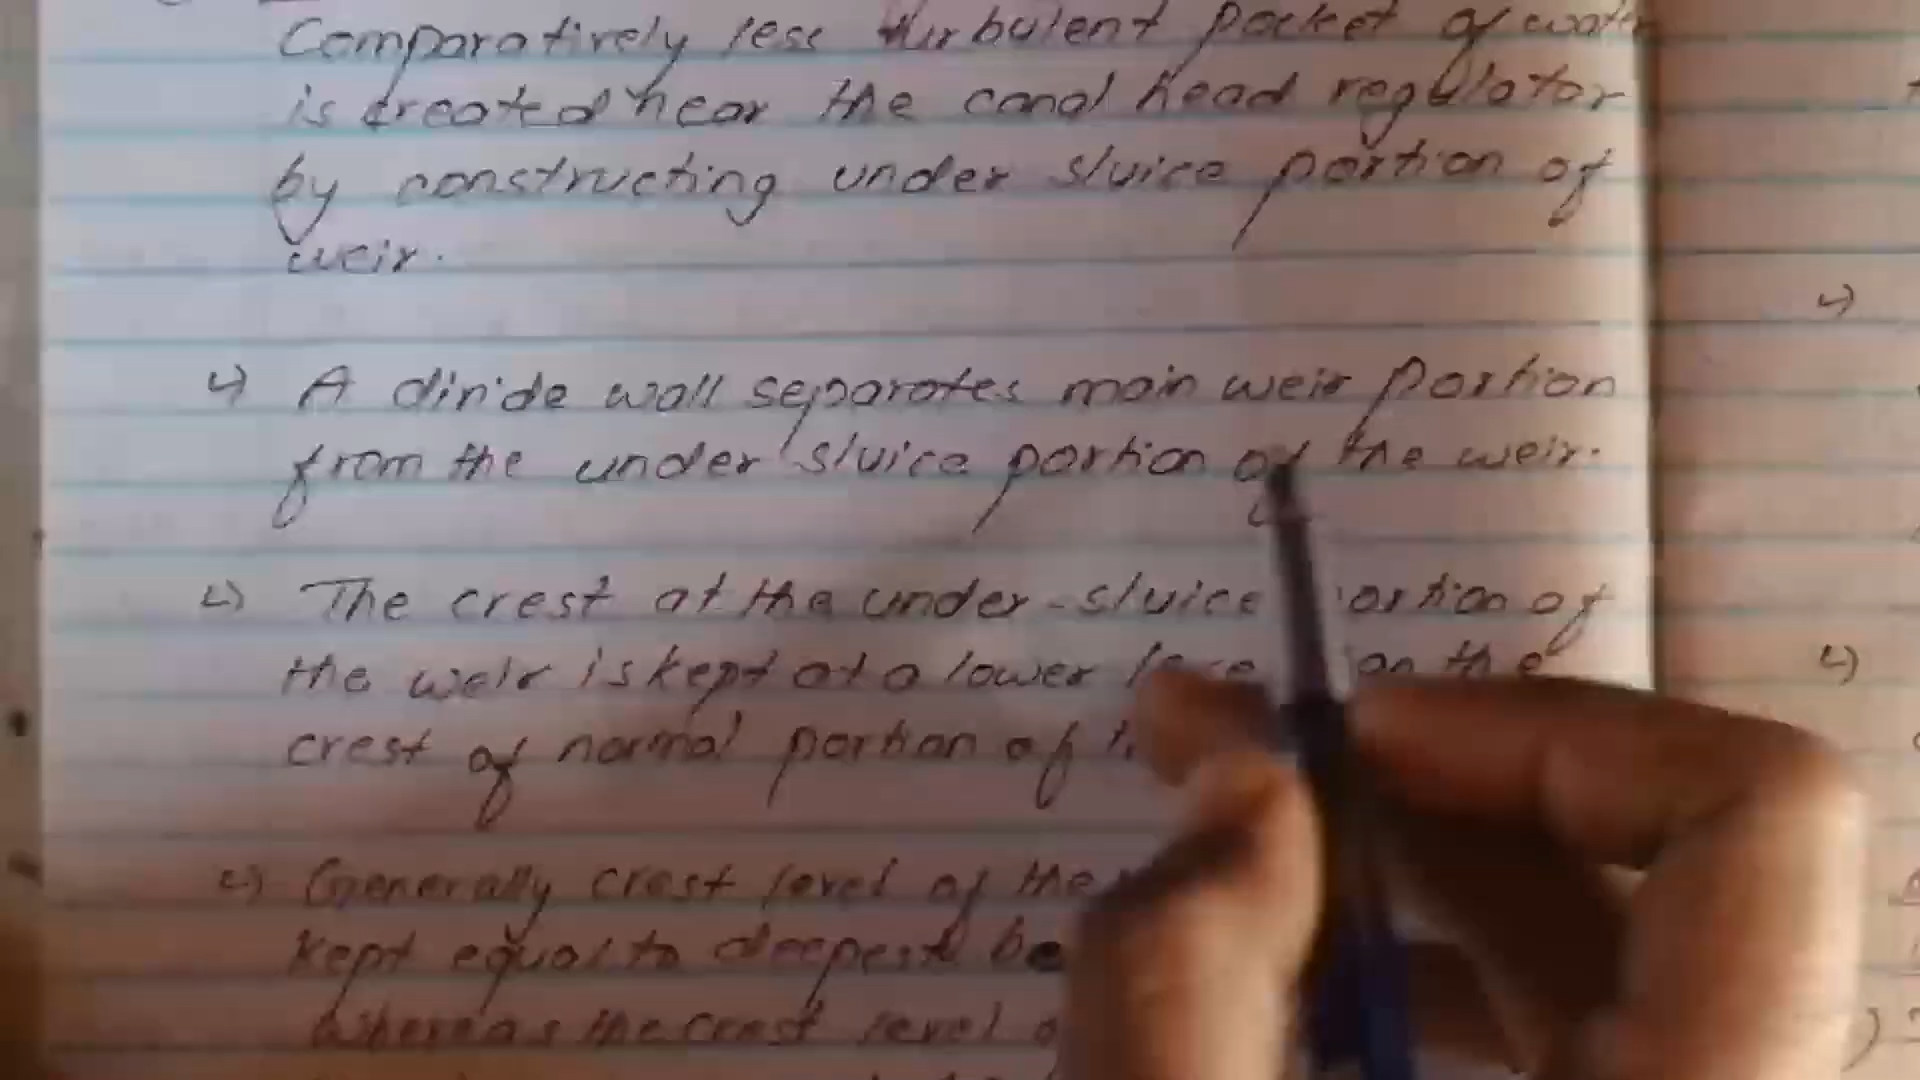 Comparatively less turbulent pocket of water
is created near the canal head regulator
by constructing under sluice portion of
weir.
↳ A divide wall separates main weir portion
from the under sluice portion of the weir.
↳ The crest at the under-sluice portion of
the weir is kept at a lower than the
crest of normal portion of
↳ Generally crest level of the
kept equal to deepest
whereas the crest level